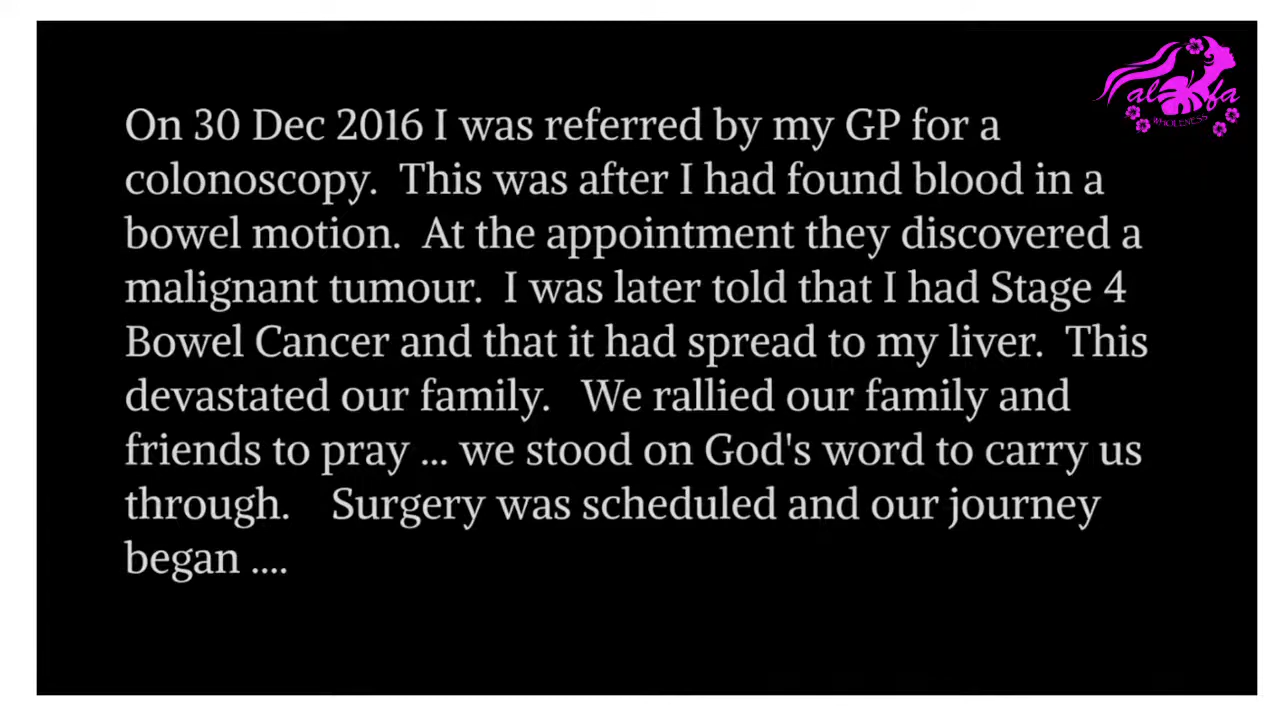 alofa
WHOLENESS
On 30 Dec 2016 I was referred by my GP for a
colonoscopy.  This was after I had found blood in a
bowel motion.  At the appointment they discovered a
malignant tumour.  I was later told that I had Stage 4
Bowel Cancer and that it had spread to my liver.  This
devastated our family.   We rallied our family and
friends to pray ... we stood on God's word to carry us
through.    Surgery was scheduled and our journey
began ....